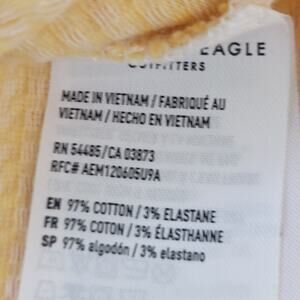 EAGLE
OUTFITTERS
MADE IN VIETNAM / FABRIQUÉ AU
VIETNAM / HECHO EN VIETNAM
RN 54485/CA 03873
RFC# AEM120605U9A
EN 97% COTTON / 3% ELASTANE
FR 97% COTON / 3% ÉLASTHANNE
SP 97% algodón / 3% elastano